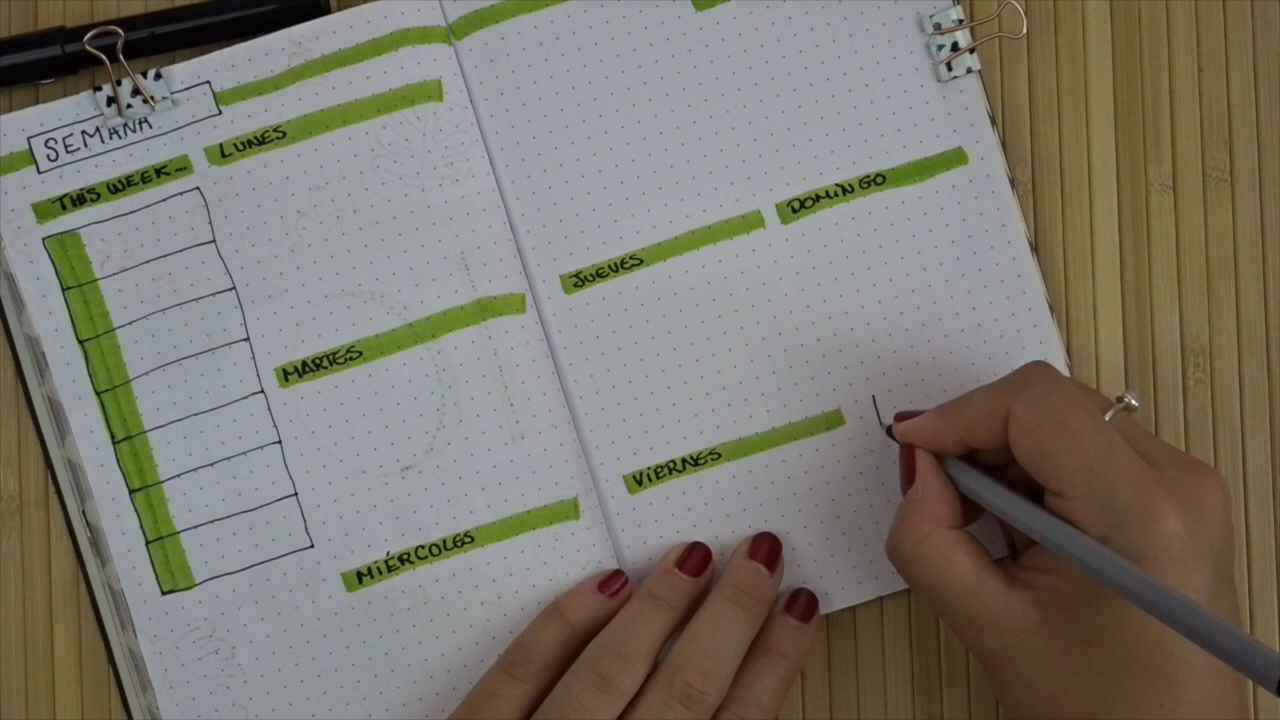 SEMANA
THIS WEEK...
LUNES
MARTES
MIÉRCOLES
JUEVES
VIERNES
DOMINGO